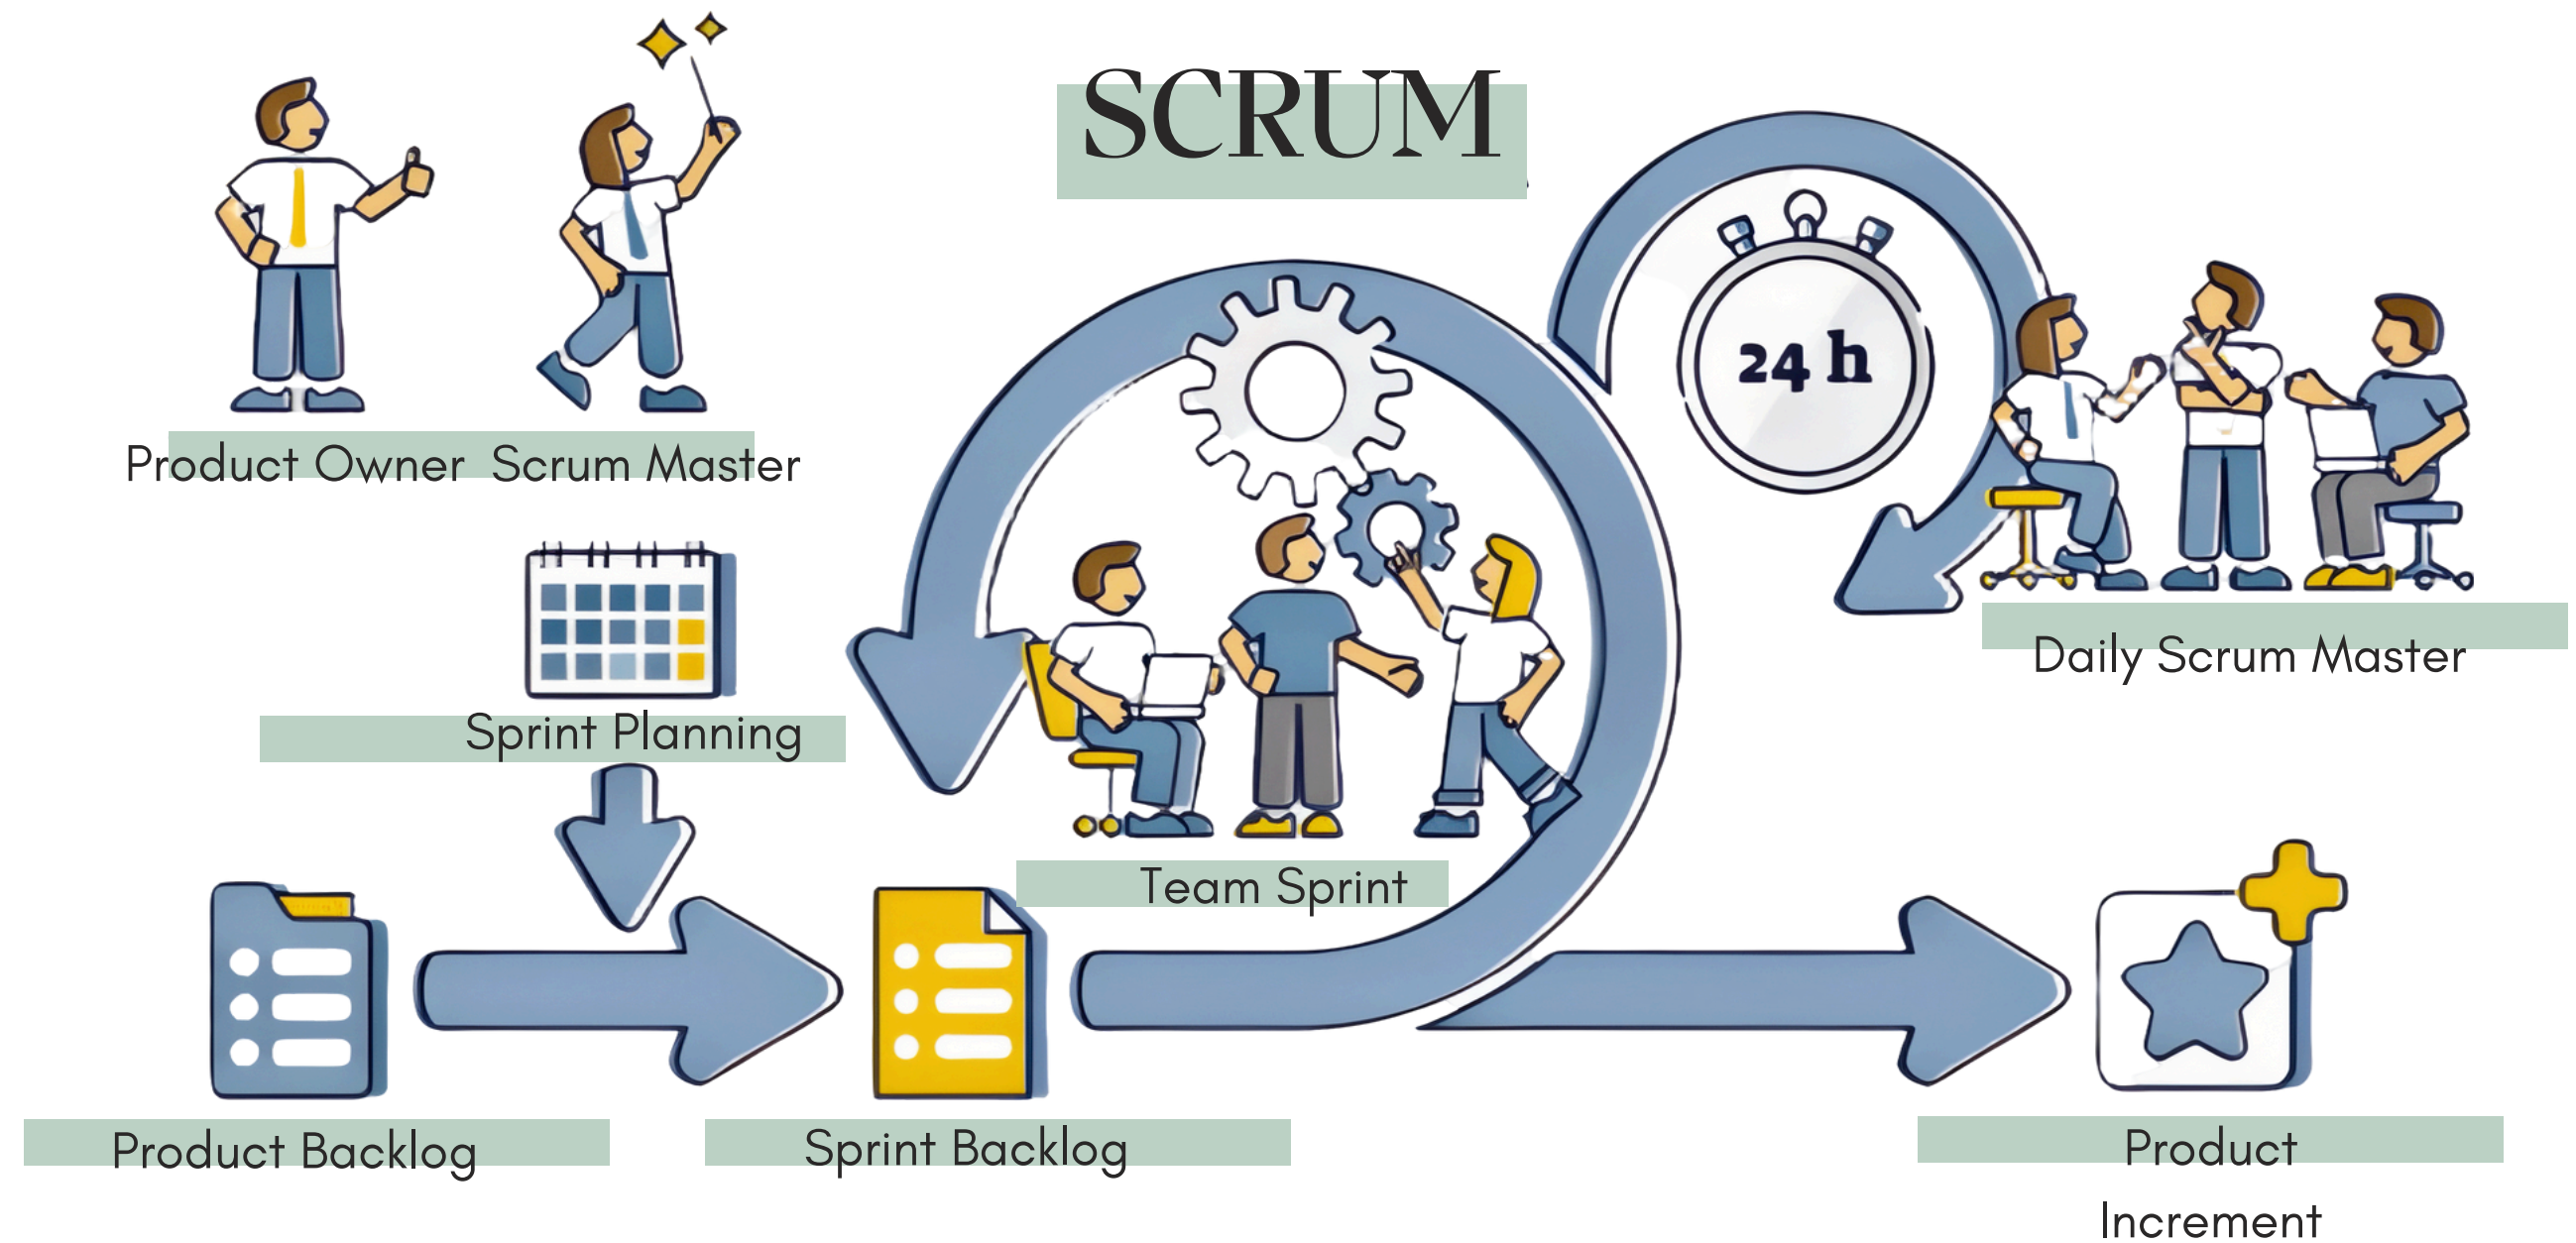 SCRUM
24 h
Product Owner Scrum Master
Daily Scrum Master
Sprint Planning
Team Sprint
Product Backlog
Sprint Backlog
Product
Increment